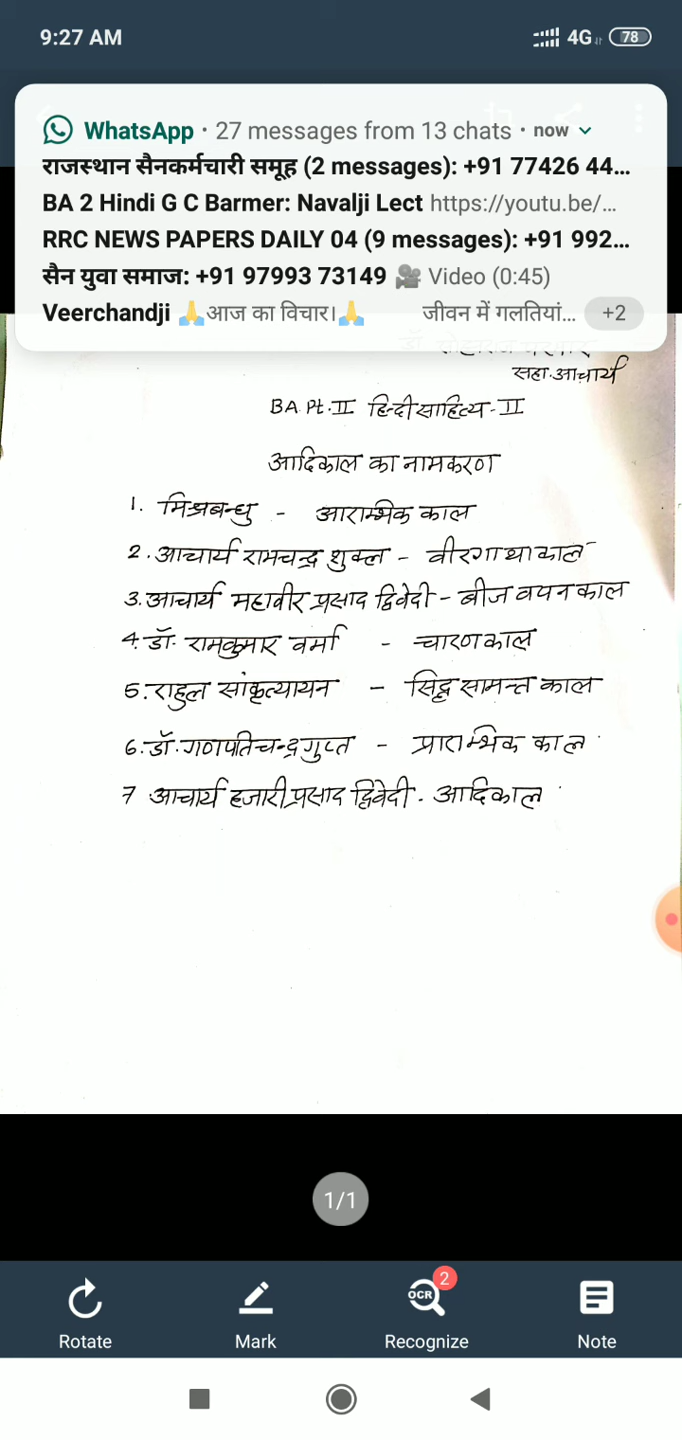 9:27 AM 4G 78
WhatsApp • 27 messages from 13 chats • now
राजस्थान सैनकर्मचारी समूह (2 messages): +91 77426 44...
BA 2 Hindi G C Barmer: Navalji Lect https://youtu.be/...
RRC NEWS PAPERS DAILY 04 (9 messages): +91 992...
सैन युवा समाज: +91 97993 73149 🎥 Video (0:45)
Veerchandji 🙏आज का विचार।🙏 जीवन में गलतियां... +2
सहा.आचार्य
BA Pt.II हिन्दी साहित्य-II
आदिकाल का नामकरण
1. मिश्रबन्धु - आराम्भिक काल
2. आचार्य रामचन्द्र शुक्ल - वीरगाथाकाल
3. आचार्य महावीर प्रसाद द्विवेदी - बीज वपन काल
4. डॉ. रामकुमार वर्मा - चारणकाल
5. राहुल सांकृत्यायन - सिद्ध सामन्त काल
6. डॉ. गणपतिचन्द्रगुप्त - प्राराम्भिक काल
7 आचार्य हजारीप्रसाद द्विवेदी - आदिकाल
1/1
OCR 2
Rotate Mark Recognize Note